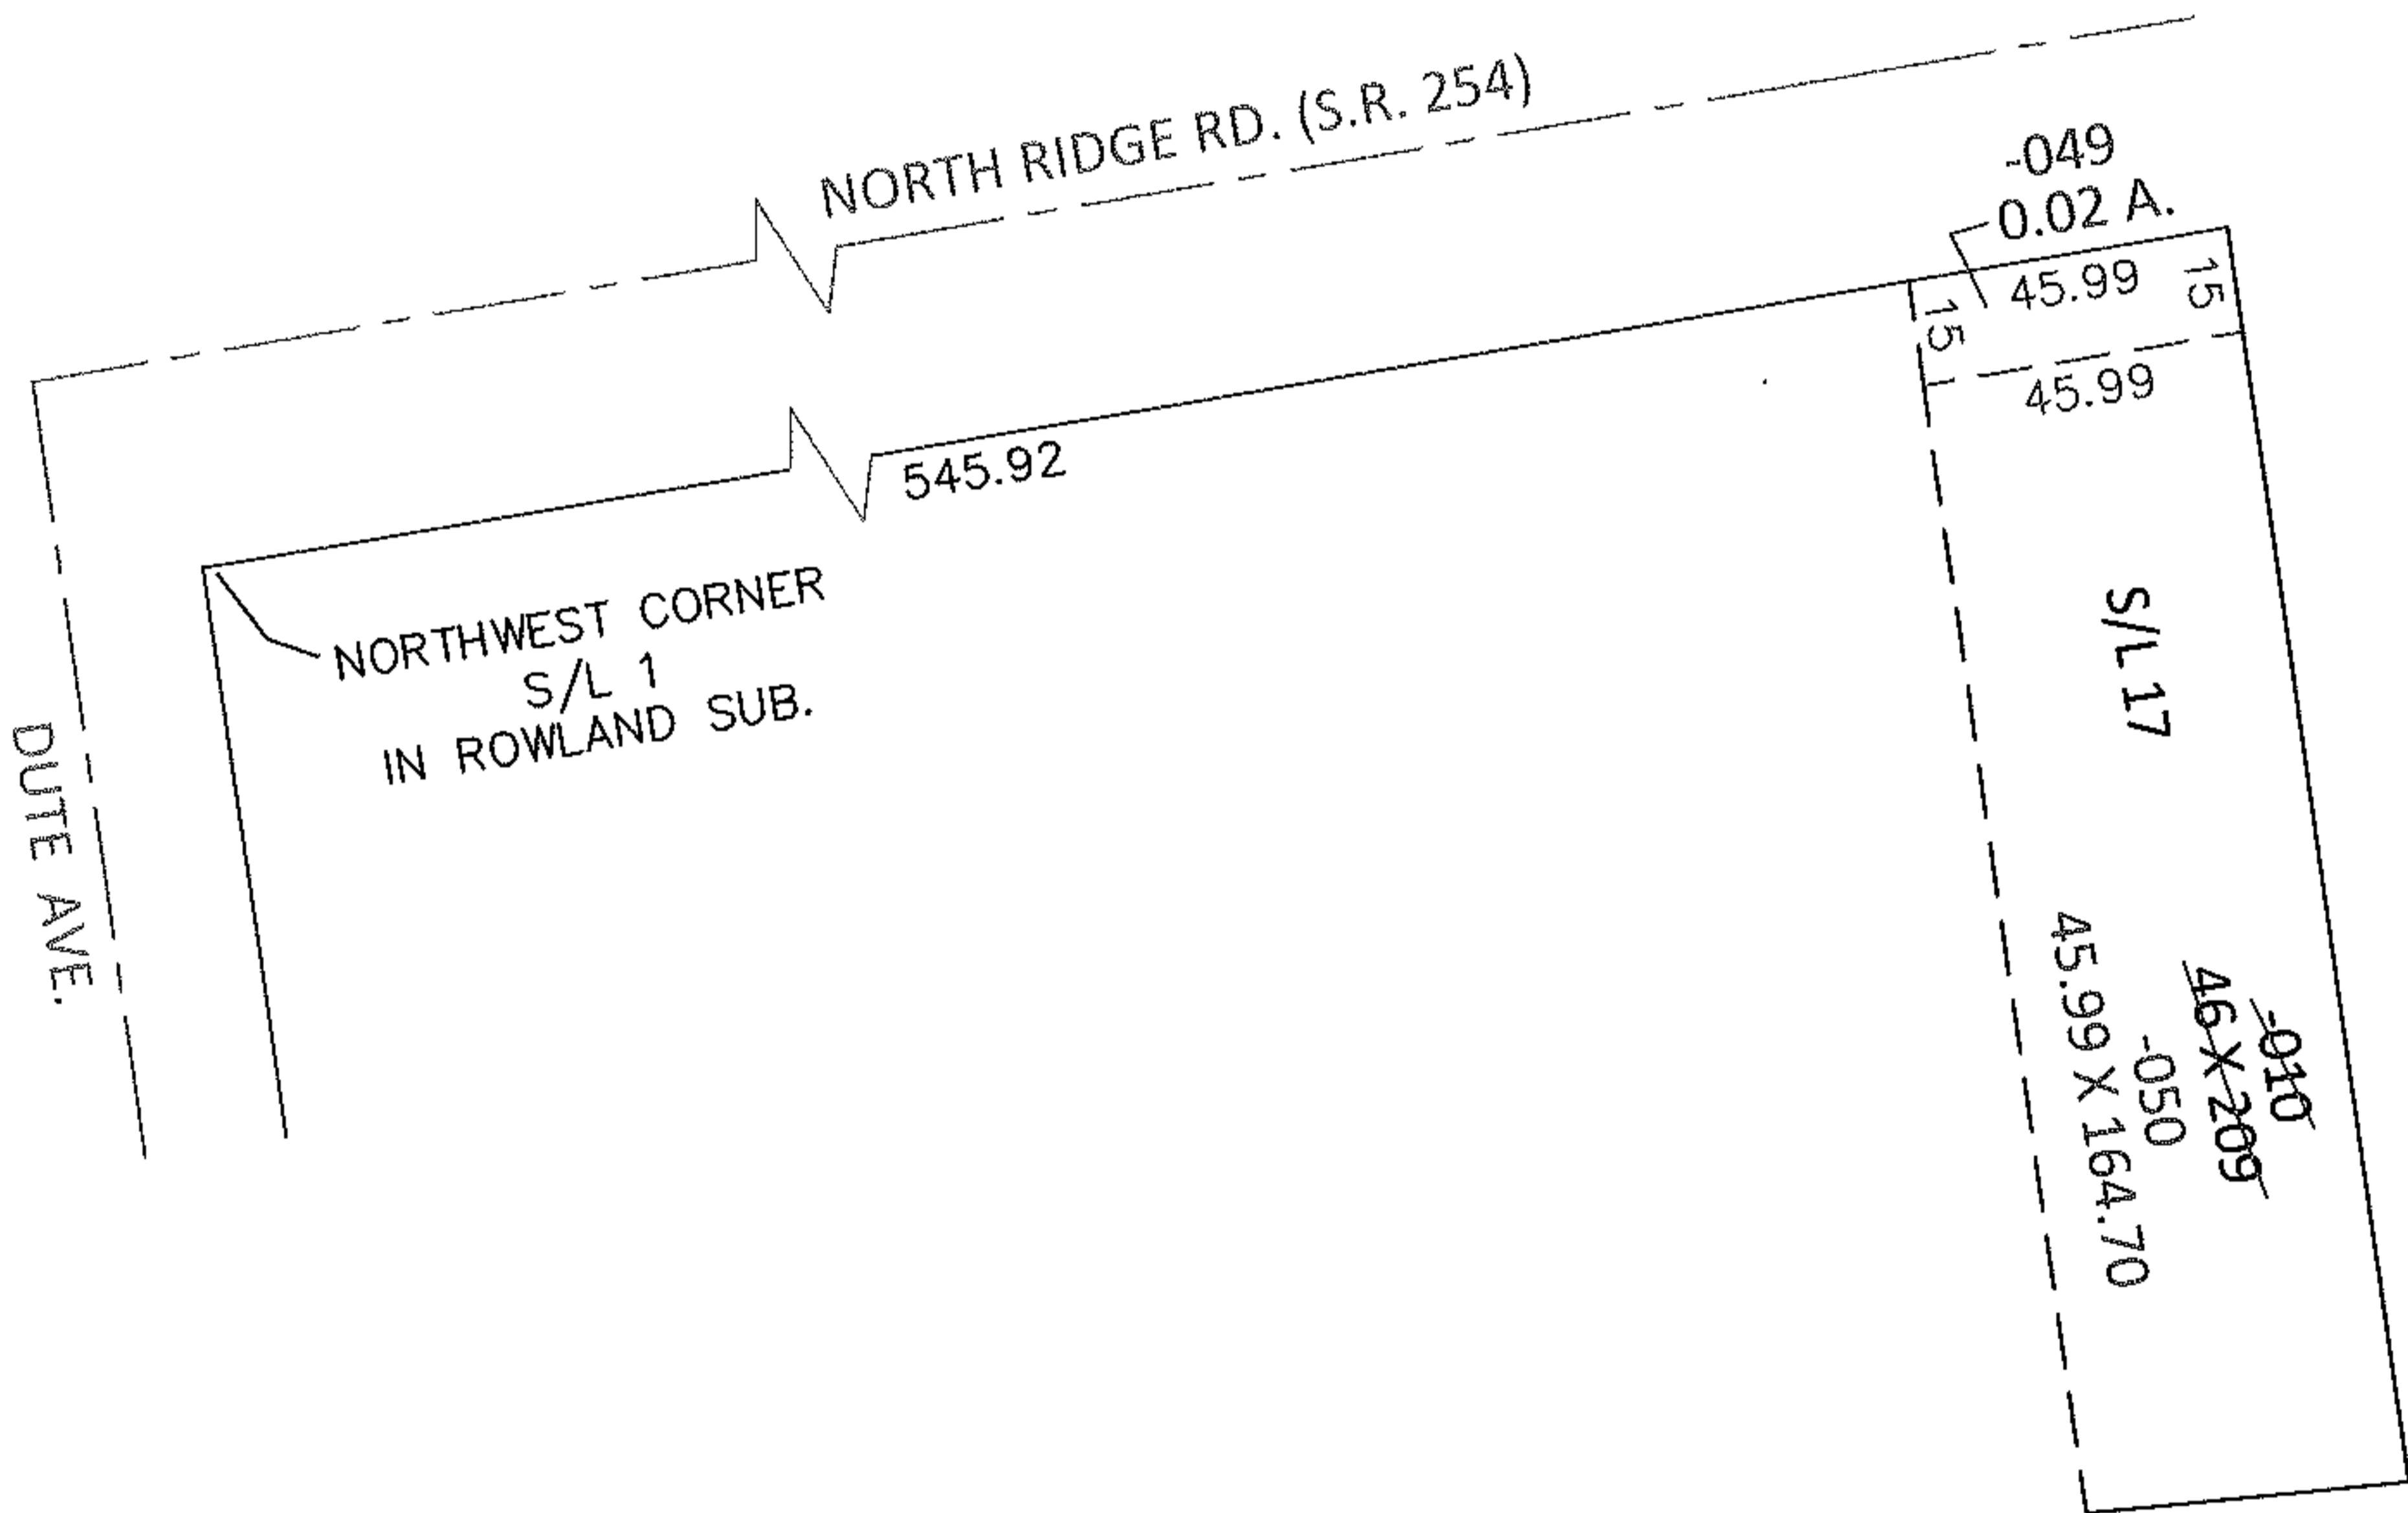 NORTH RIDGE RD. (S.R. 254)
-049
0.02 A.
45.99
15
15
45.99
545.92
NORTHWEST CORNER
S/L 1
IN ROWLAND SUB.
DUTE AVE.
S/L 17
-010
46 X 209
-050
45.99 X 164.70